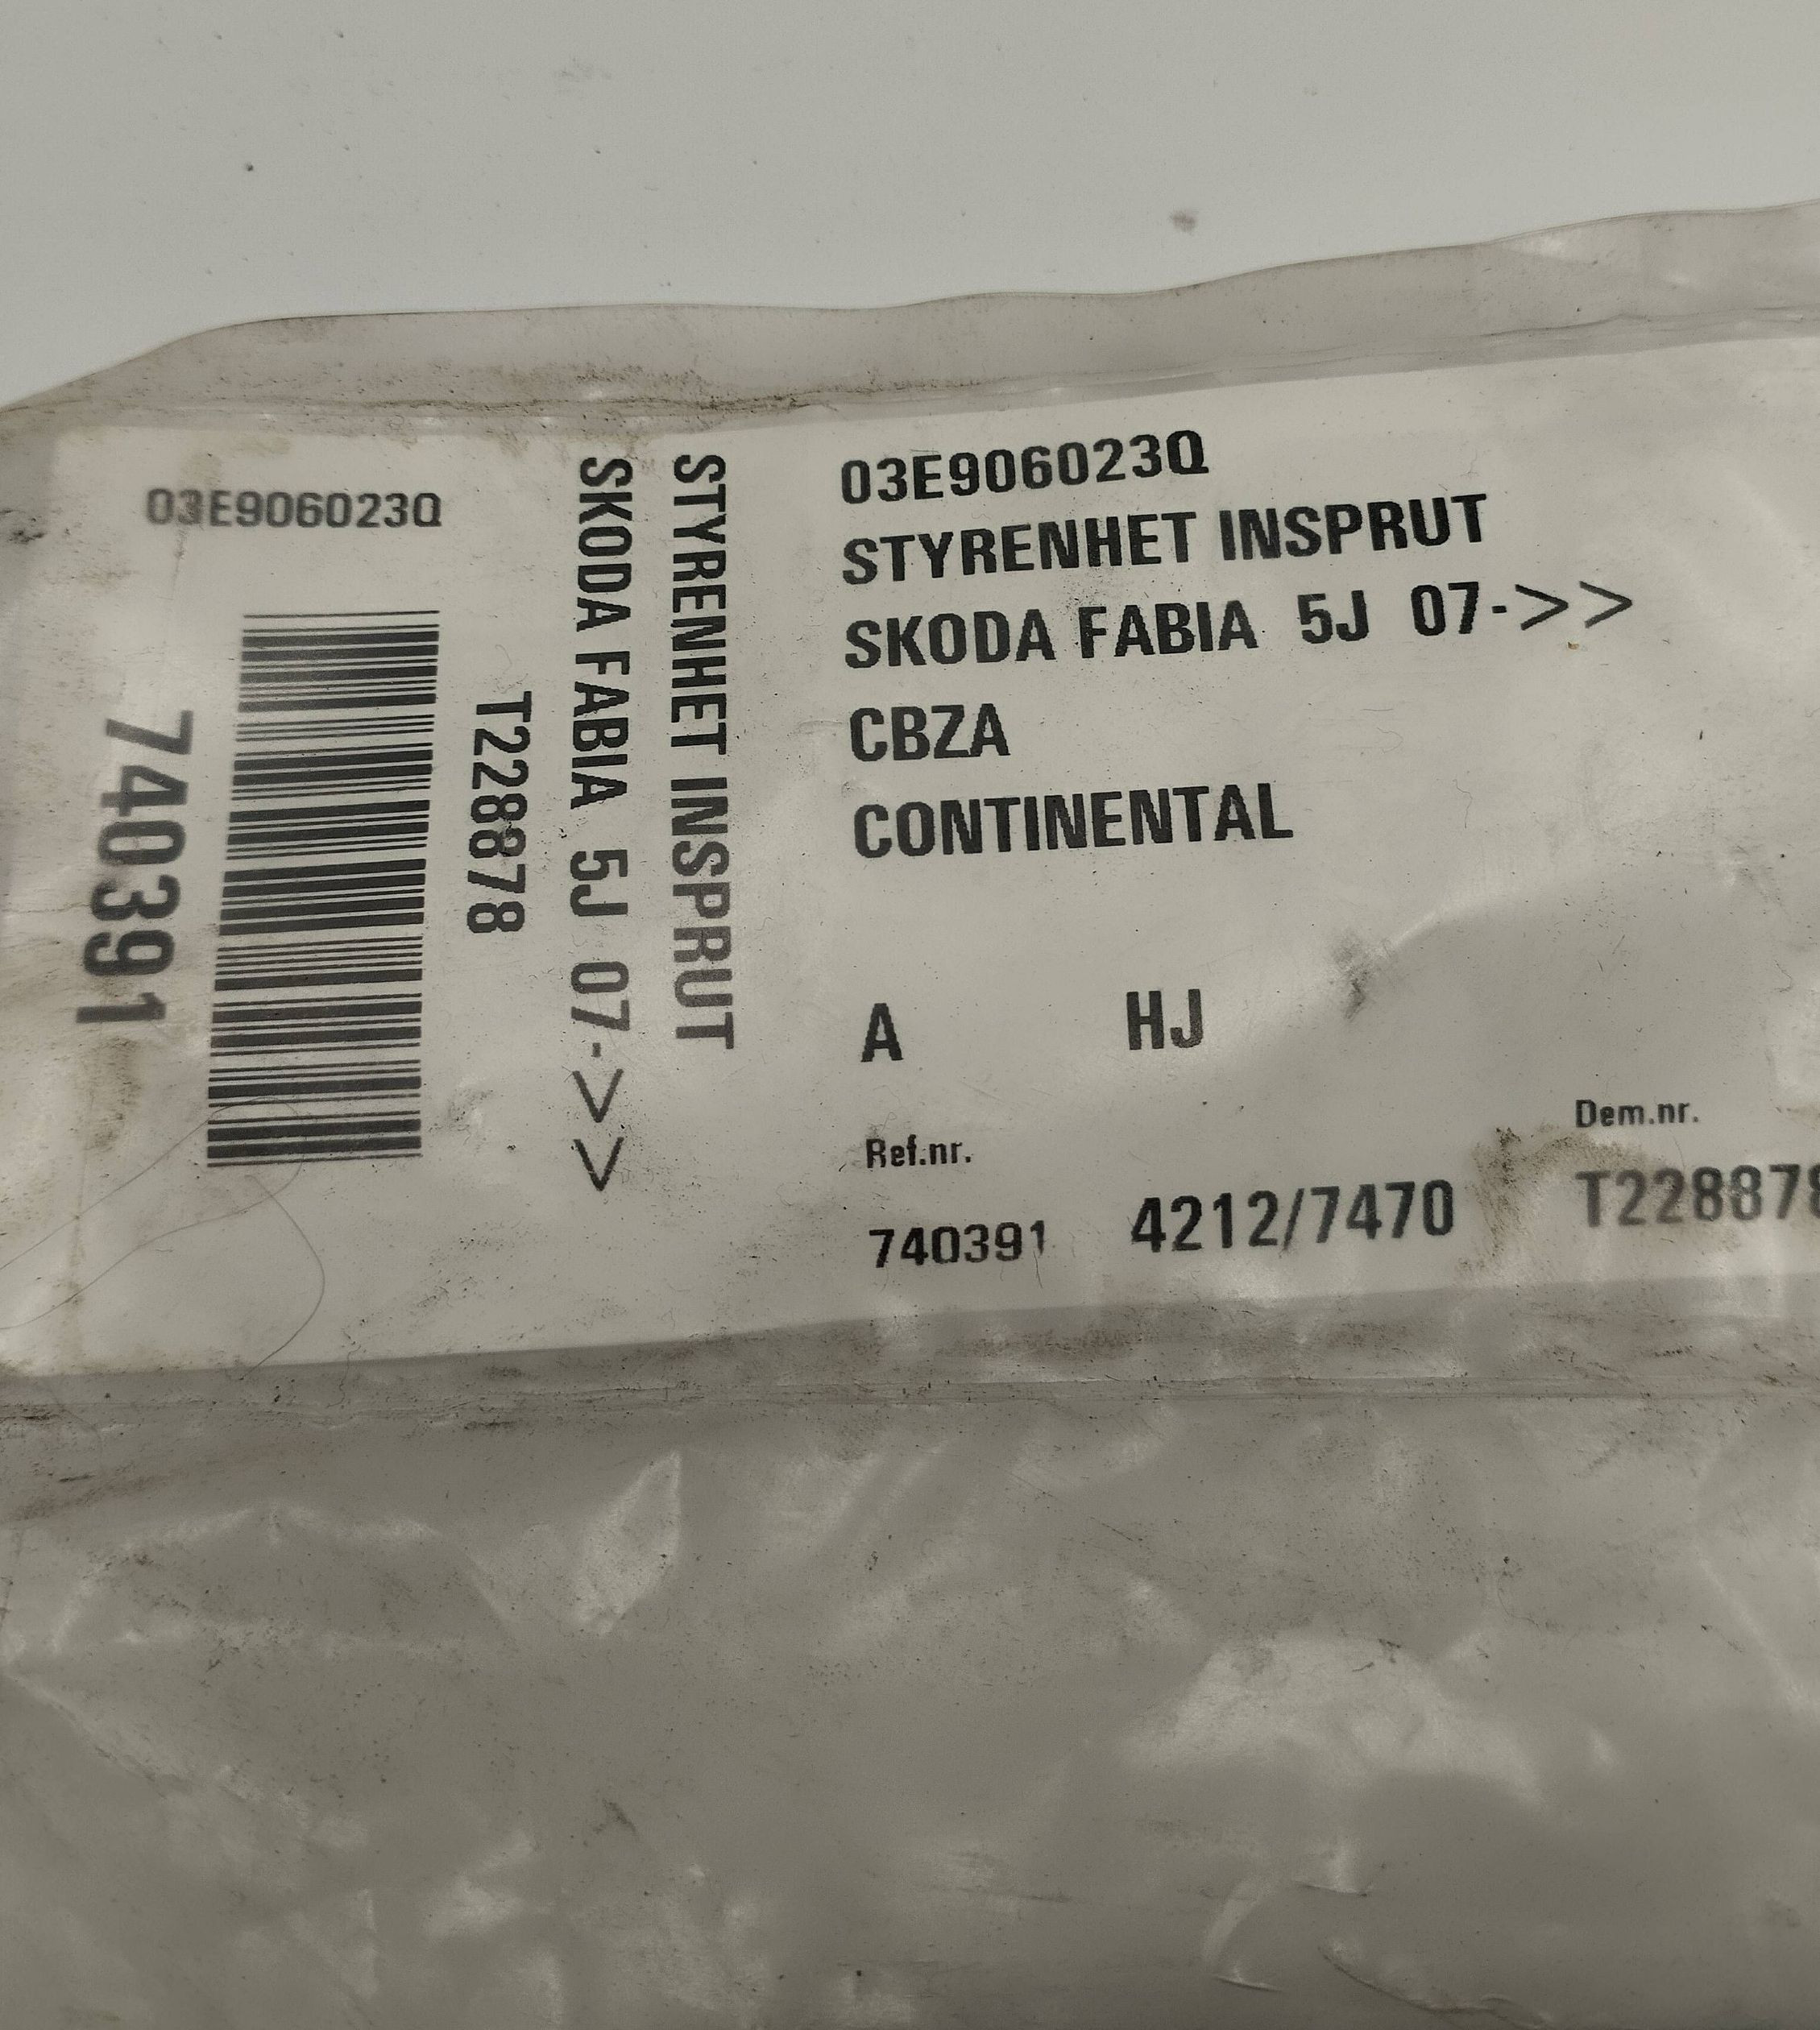 03E906023Q
740391
T228878
SKODA FABIA 5J 07->>
STYRENHET INSPRUT
03E906023Q
STYRENHET INSPRUT
SKODA FABIA 5J 07->>
CBZA
CONTINENTAL
A HJ
Ref.nr. Dem.nr.
740391 4212/7470 T228878